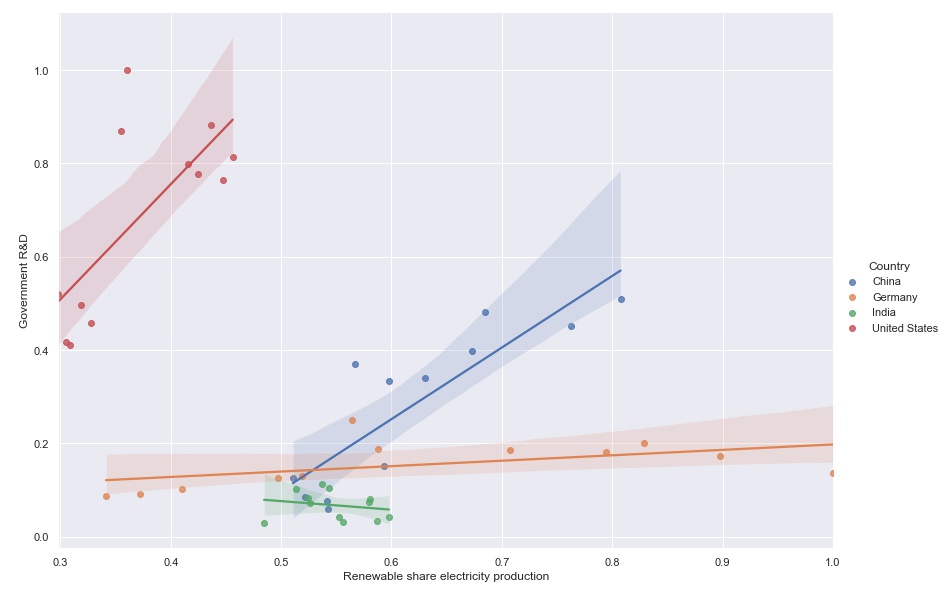 1.0
0.8
0.6
0.4
0.2
0.0
Government R&D
0.3 0.4 0.5 0.6 0.7 0.8 0.9 1.0
Renewable share electricity production
Country
China
Germany
India
United States